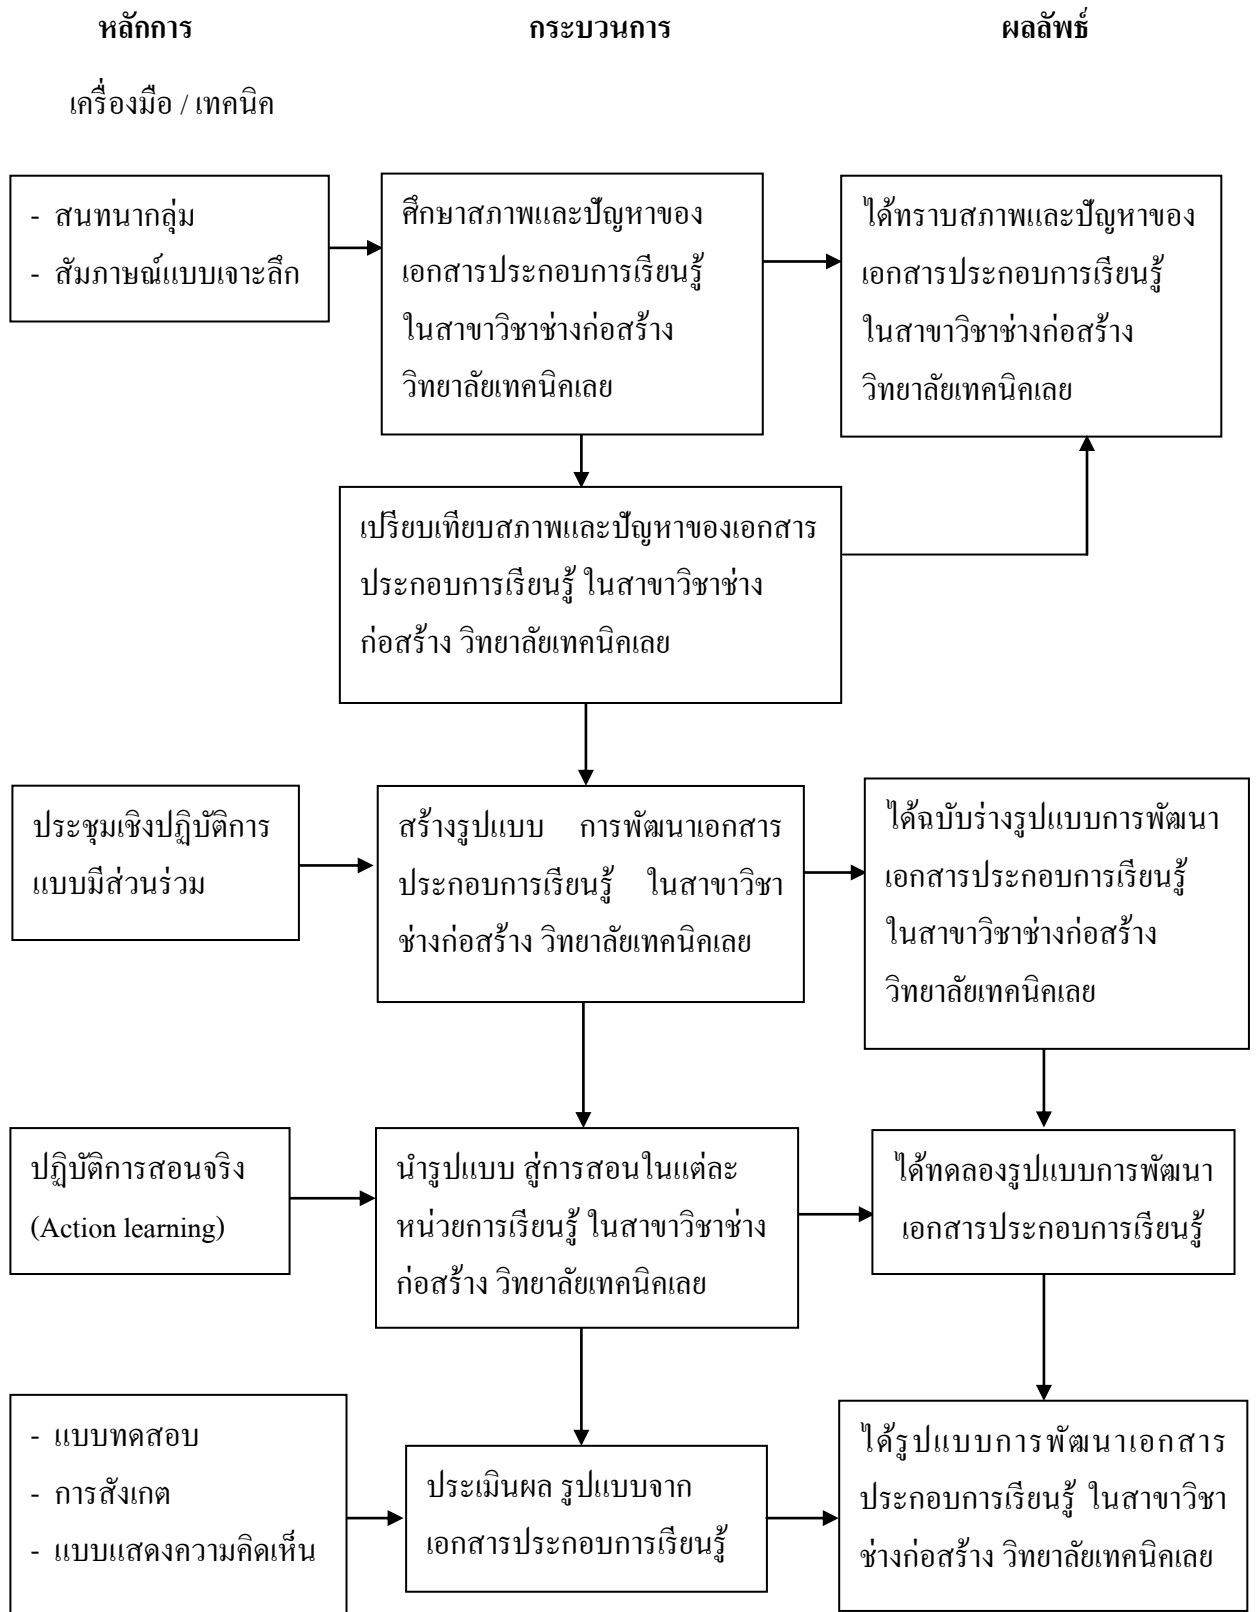 หลักการ
กระบวนการ
ผลลัพธ์
เครื่องมือ / เทคนิค
- สนทนากลุ่ม
- สัมภาษณ์แบบเจาะลึก
ศึกษาสภาพและปัญหาของ
เอกสารประกอบการเรียนรู้
ในสาขาวิชาช่างก่อสร้าง
วิทยาลัยเทคนิคเลย
ได้ทราบสภาพและปัญหาของ
เอกสารประกอบการเรียนรู้
ในสาขาวิชาช่างก่อสร้าง
วิทยาลัยเทคนิคเลย
เปรียบเทียบสภาพและปัญหาของเอกสาร
ประกอบการเรียนรู้ ในสาขาวิชาช่าง
ก่อสร้าง วิทยาลัยเทคนิคเลย
ประชุมเชิงปฏิบัติการ
แบบมีส่วนร่วม
สร้างรูปแบบ การพัฒนาเอกสาร
ประกอบการเรียนรู้ ในสาขาวิชา
ช่างก่อสร้าง วิทยาลัยเทคนิคเลย
ได้ฉบับร่างรูปแบบการพัฒนา
เอกสารประกอบการเรียนรู้
ในสาขาวิชาช่างก่อสร้าง
วิทยาลัยเทคนิคเลย
ปฏิบัติการสอนจริง
(Action learning)
นำรูปแบบ สู่การสอนในแต่ละ
หน่วยการเรียนรู้ ในสาขาวิชาช่าง
ก่อสร้าง วิทยาลัยเทคนิคเลย
ได้ทดลองรูปแบบการพัฒนา
เอกสารประกอบการเรียนรู้
- แบบทดสอบ
- การสังเกต
- แบบแสดงความคิดเห็น
ประเมินผล รูปแบบจาก
เอกสารประกอบการเรียนรู้
ได้รูปแบบการพัฒนาเอกสาร
ประกอบการเรียนรู้ ในสาขาวิชา
ช่างก่อสร้าง วิทยาลัยเทคนิคเลย